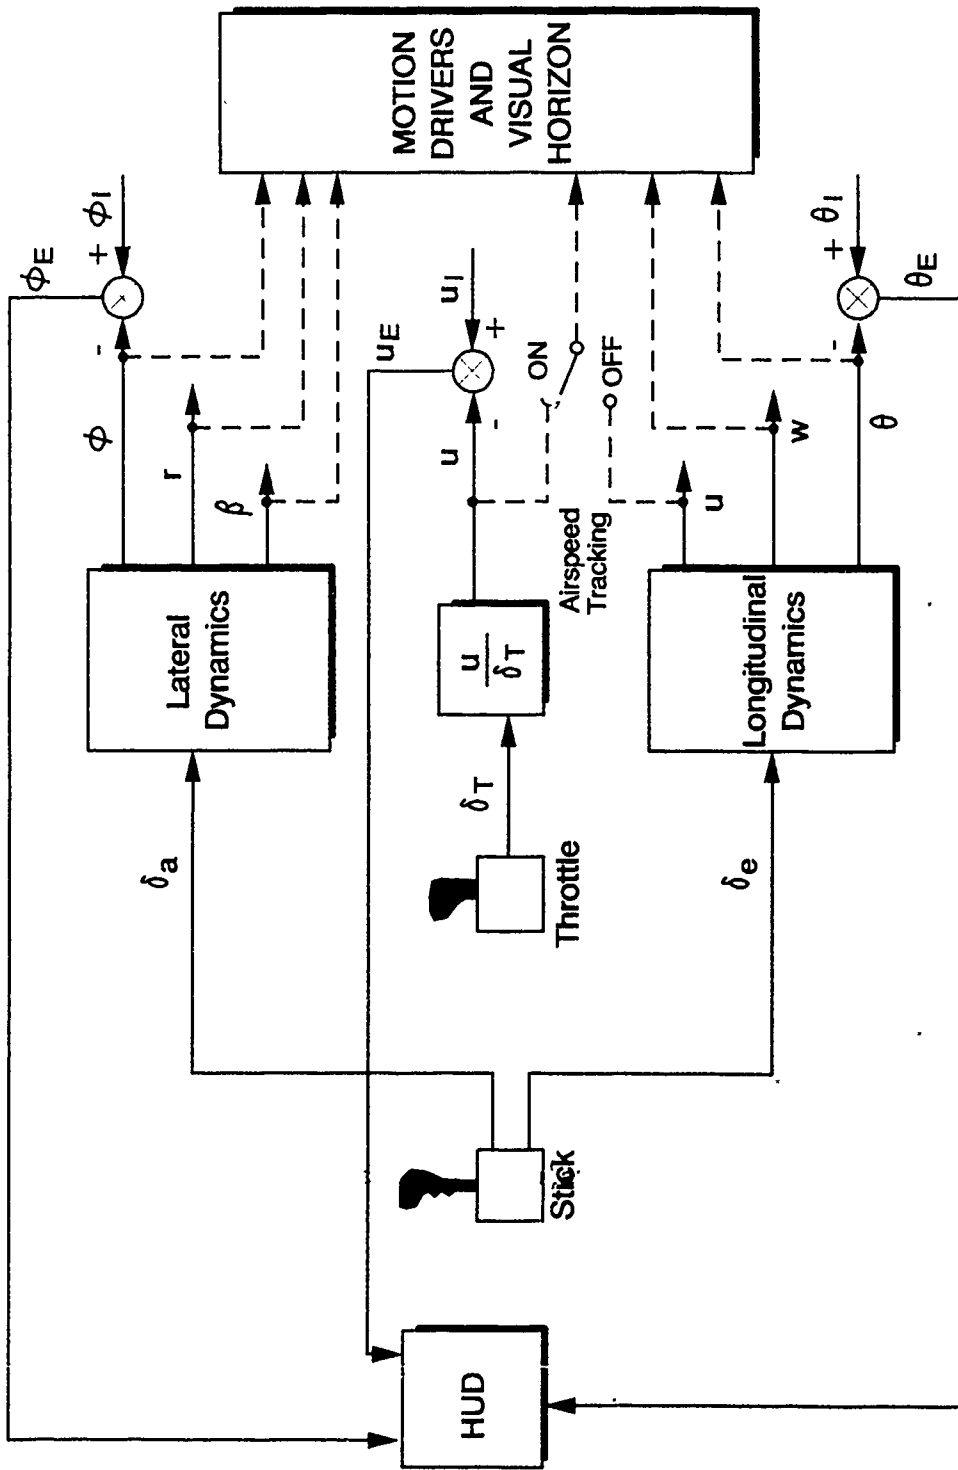 HUD
Stick
δa
δe
Throttle
δT
Lateral
Dynamics
u
δT
Longitudinal
Dynamics
ϕ
r
β
u
Airspeed
Tracking
ON
OFF
u
w
θ
ϕE
-
+
ϕI
uE
-
+
uI
-
+
θI
θE
MOTION
DRIVERS
AND
VISUAL
HORIZON